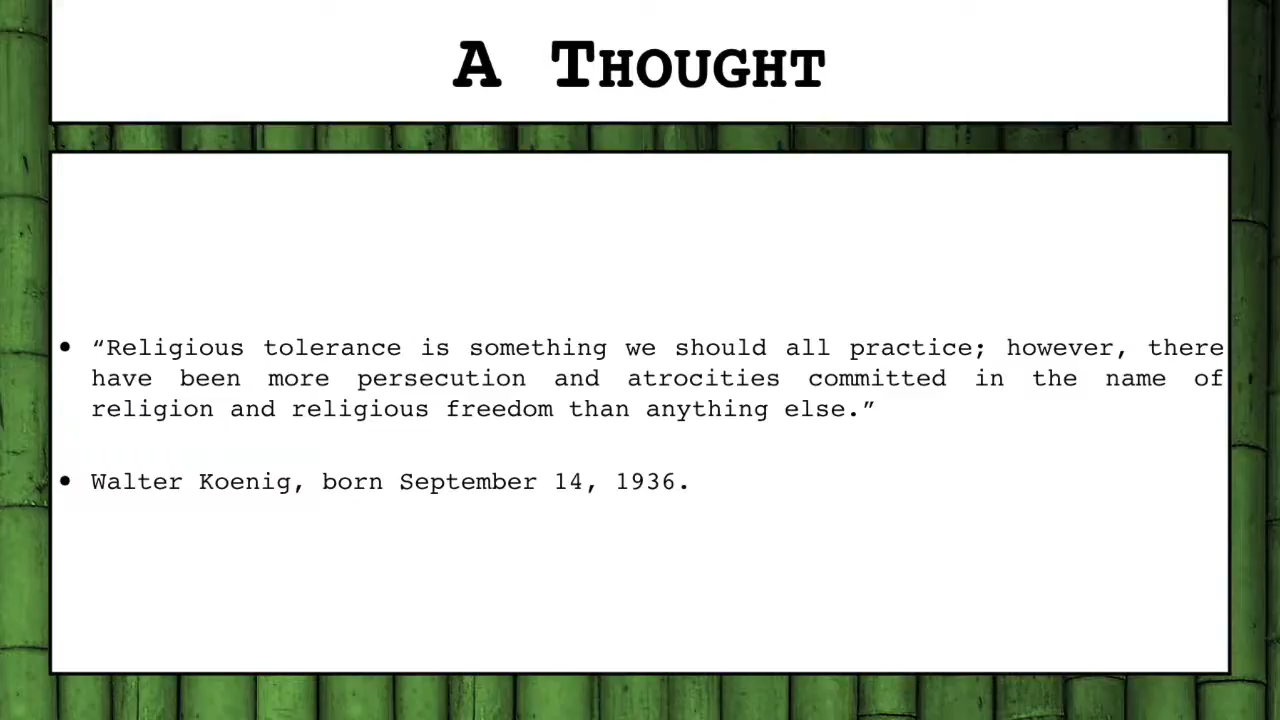 A THOUGHT
• “Religious tolerance is something we should all practice; however, there
have been more persecution and atrocities committed in the name of
religion and religious freedom than anything else.”
• Walter Koenig, born September 14, 1936.